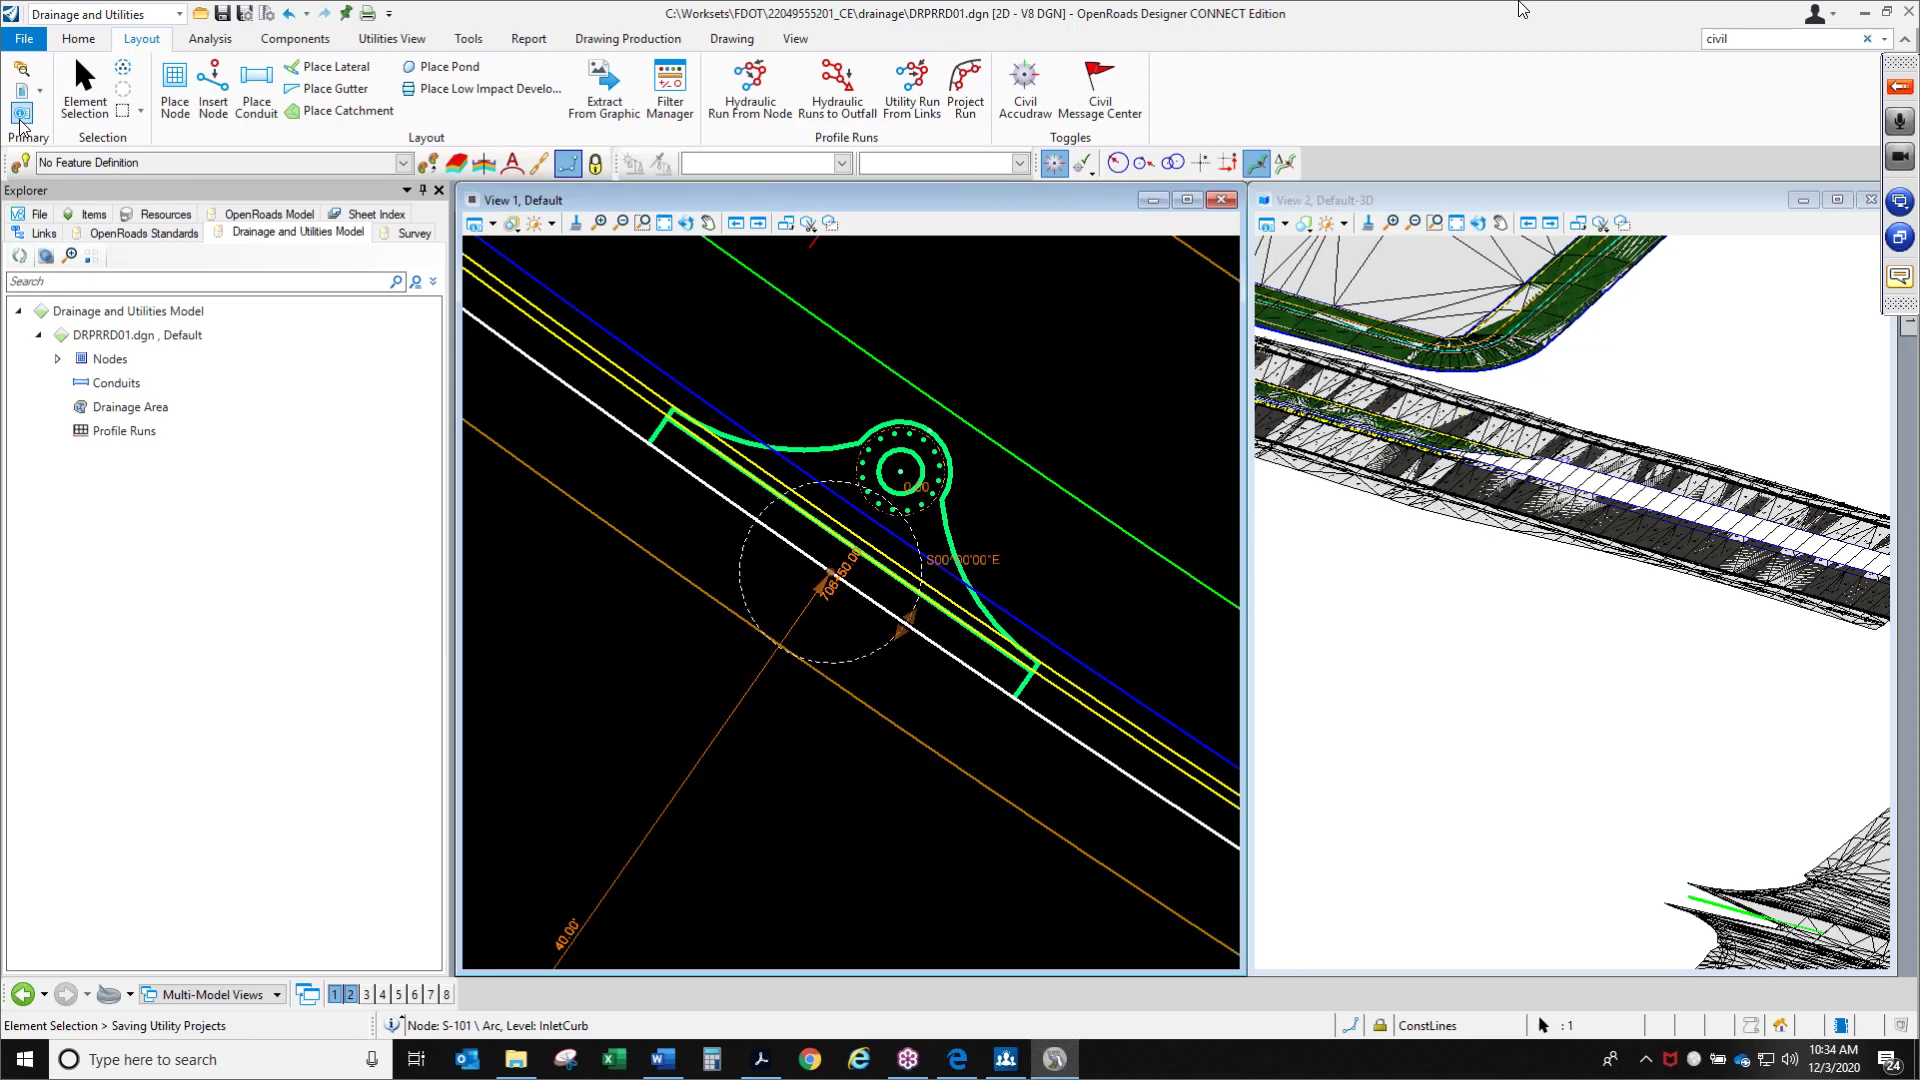 Drainage and Utilities
C:\Worksets\FDOT\22049555201_CE\drainage\DRPRRD01.dgn [2D - V8 DGN] - OpenRoads Designer CONNECT Edition
File
Home
Layout
Analysis
Components
Utilities View
Tools
Report
Drawing Production
Drawing
View
civil
Element Selection
Place Node
Insert Node
Place Conduit
Place Lateral
Place Gutter
Place Catchment
Place Pond
Place Low Impact Develo...
Extract From Graphic
Filter Manager
Hydraulic Run From Node
Hydraulic Runs to Outfall
Utility Run From Links
Project Run
Civil Accudraw
Civil Message Center
Primary
Selection
Layout
Profile Runs
Toggles
No Feature Definition
Explorer
File
Items
Resources
OpenRoads Model
Sheet Index
Links
OpenRoads Standards
Drainage and Utilities Model
Survey
Search
Drainage and Utilities Model
DRPRRD01.dgn , Default
Nodes
Conduits
Drainage Area
Profile Runs
View 1, Default
View 2, Default-3D
0.00
S00°00'00"E
40.00'
Multi-Model Views
1 2 3 4 5 6 7 8
Element Selection > Saving Utility Projects
Node: S-101 \ Arc, Level: InletCurb
ConstLines
: 1
Type here to search
10:34 AM
12/3/2020
24